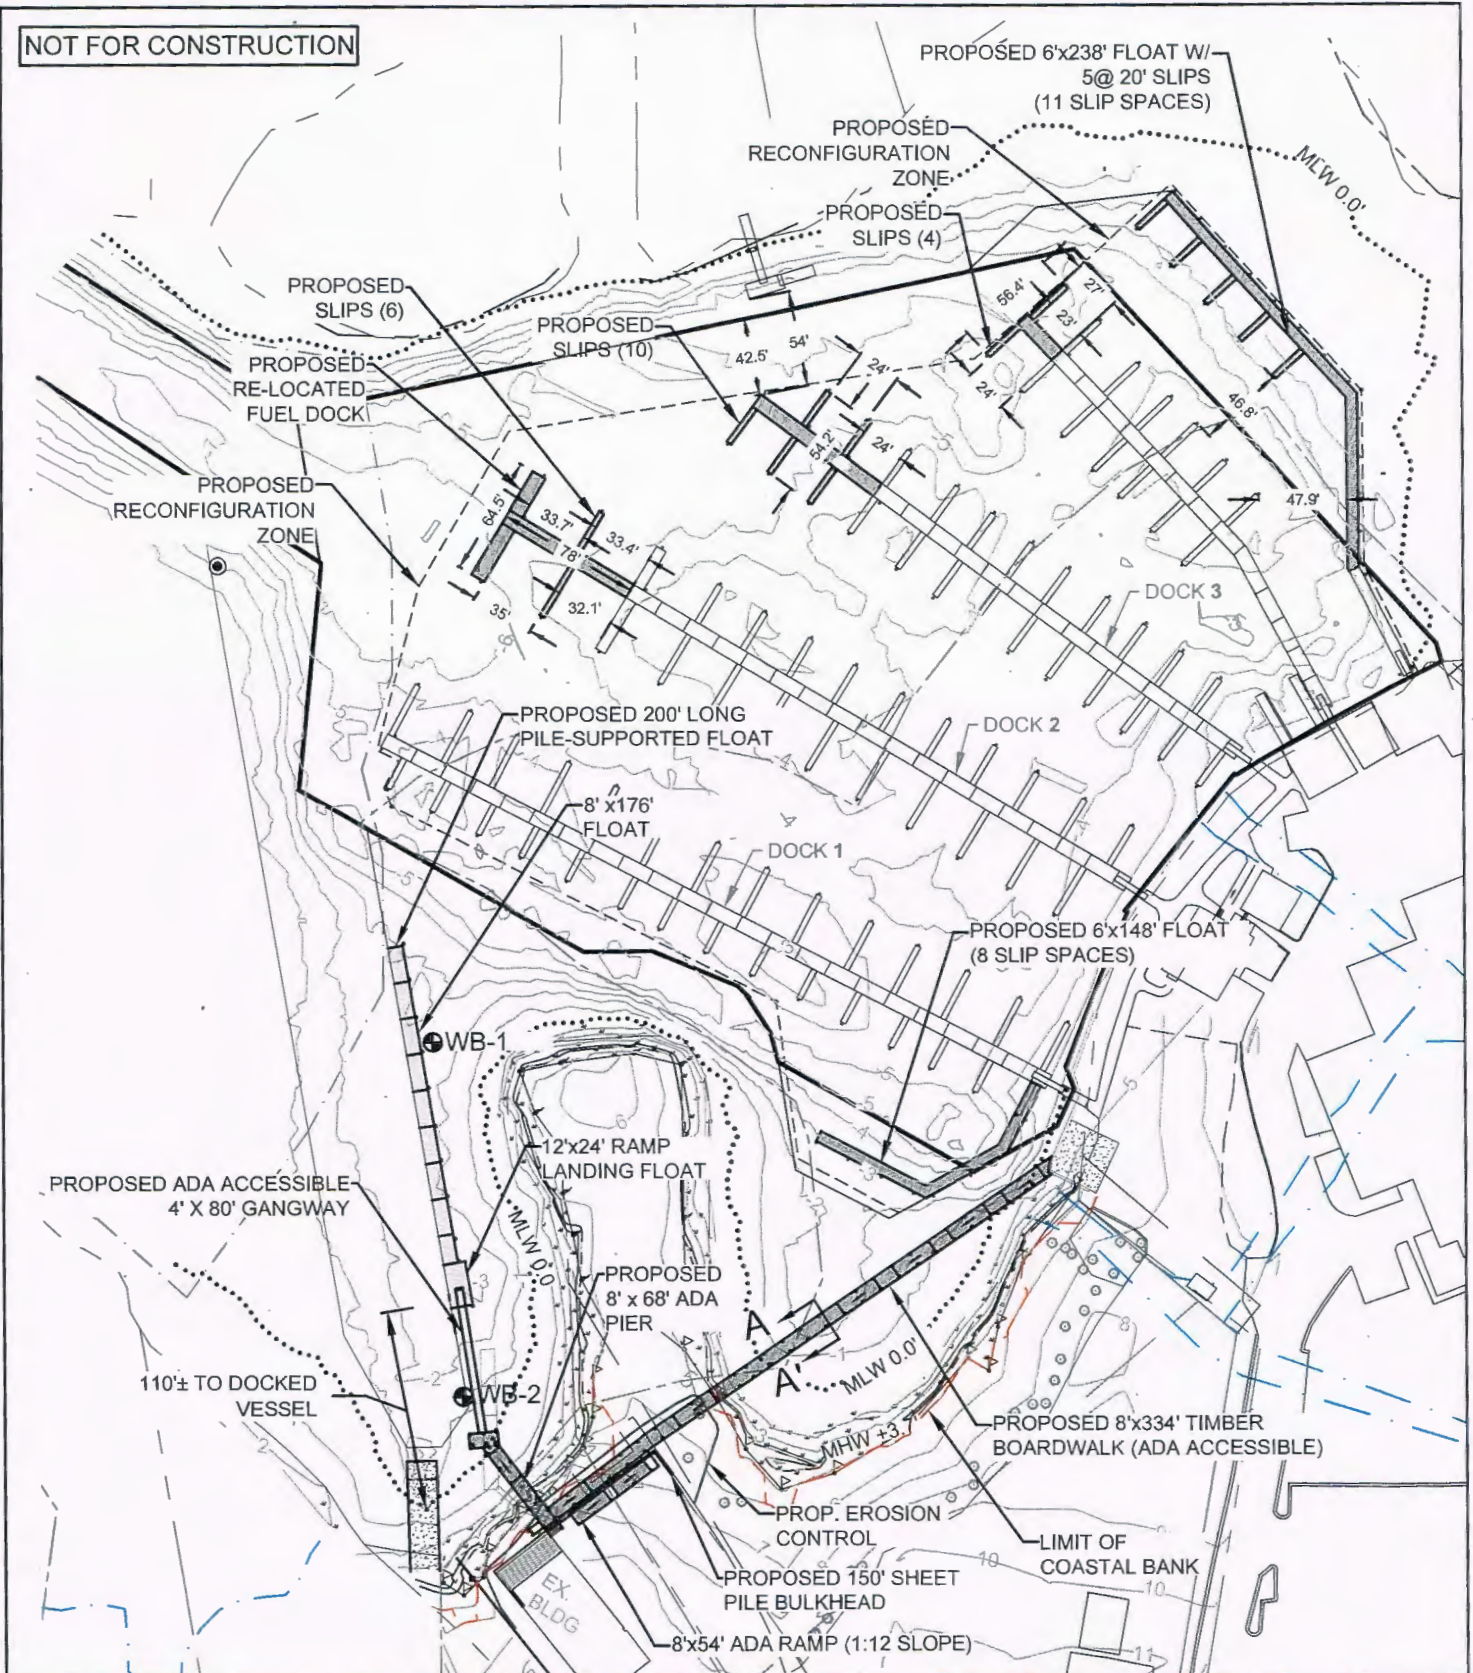 NOT FOR CONSTRUCTION
PROPOSED 6'x238' FLOAT W/
5@ 20' SLIPS
(11 SLIP SPACES)
PROPOSED
RECONFIGURATION
ZONE
MLW 0.0'
PROPOSED
SLIPS (4)
PROPOSED
SLIPS (6)
PROPOSED
SLIPS (10)
56.4'
27'
23'
42.5'
54'
24'
24'
PROPOSED
RE-LOCATED
FUEL DOCK
46.8'
54.2'
24'
PROPOSED
RECONFIGURATION
ZONE
64.5'
33.7'
33.4'
78'
47.9'
35'
32.1'
DOCK 3
PROPOSED 200' LONG
PILE-SUPPORTED FLOAT
DOCK 2
8' x176'
FLOAT
DOCK 1
PROPOSED 6'x148' FLOAT
(8 SLIP SPACES)
WB-1
12'x24' RAMP
LANDING FLOAT
PROPOSED ADA ACCESSIBLE
4' X 80' GANGWAY
MLW 0.0'
PROPOSED
8' x 68' ADA
PIER
A
A'
MLW 0.0'
110'± TO DOCKED
VESSEL
WB-2
PROPOSED 8'x334' TIMBER
BOARDWALK (ADA ACCESSIBLE)
MHW ±3.
PROP. EROSION
CONTROL
LIMIT OF
COASTAL BANK
PROPOSED 150' SHEET
PILE BULKHEAD
EX.
BLDG
8'x54' ADA RAMP (1:12 SLOPE)
8
10
10
11